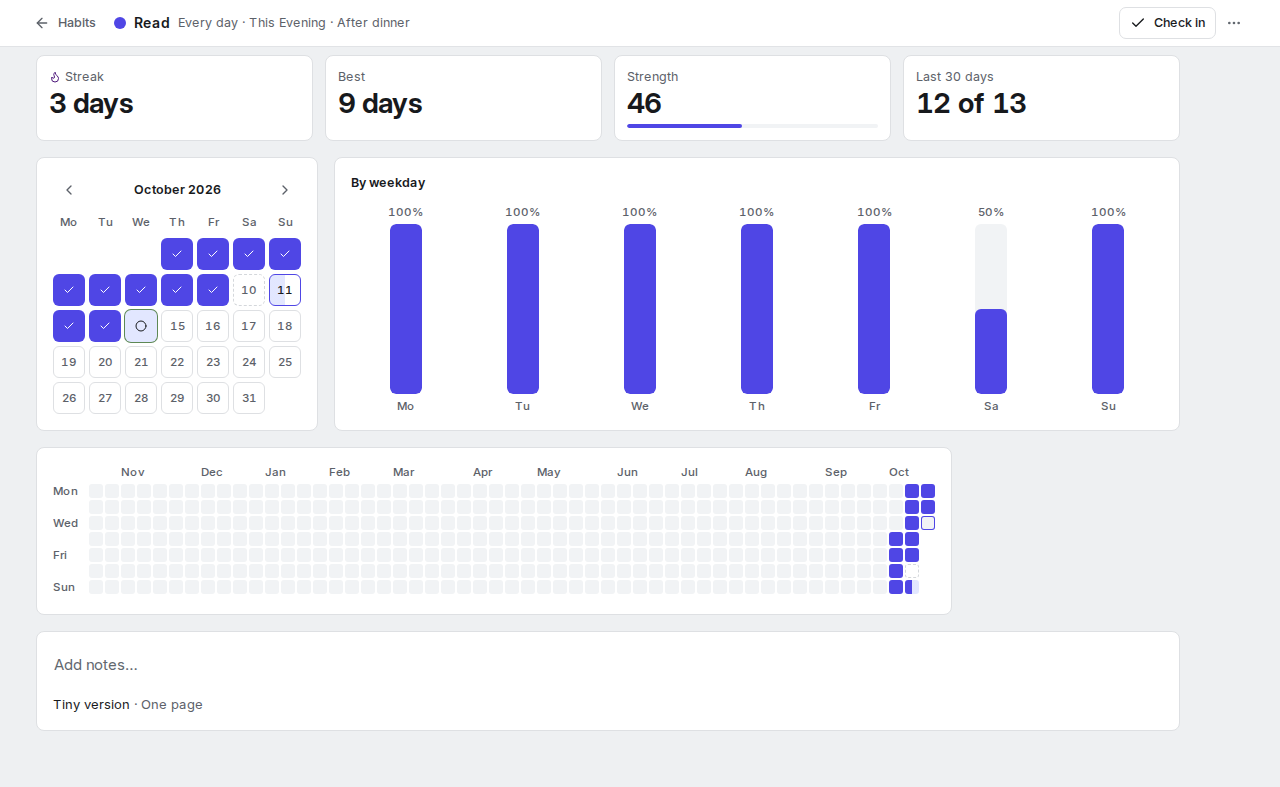 Habits Read Every day · This Evening · After dinner Check in
Streak Best Strength Last 30 days
3 days 9 days 46 12 of 13
October 2026
Mo Tu We Th Fr Sa Su
10 11
15 16 17 18
19 20 21 22 23 24 25
26 27 28 29 30 31
By weekday
100% 100% 100% 100% 100% 50% 100%
Mo Tu We Th Fr Sa Su
Nov Dec Jan Feb Mar Apr May Jun Jul Aug Sep Oct
Mon
Wed
Fri
Sun
Add notes...
Tiny version · One page